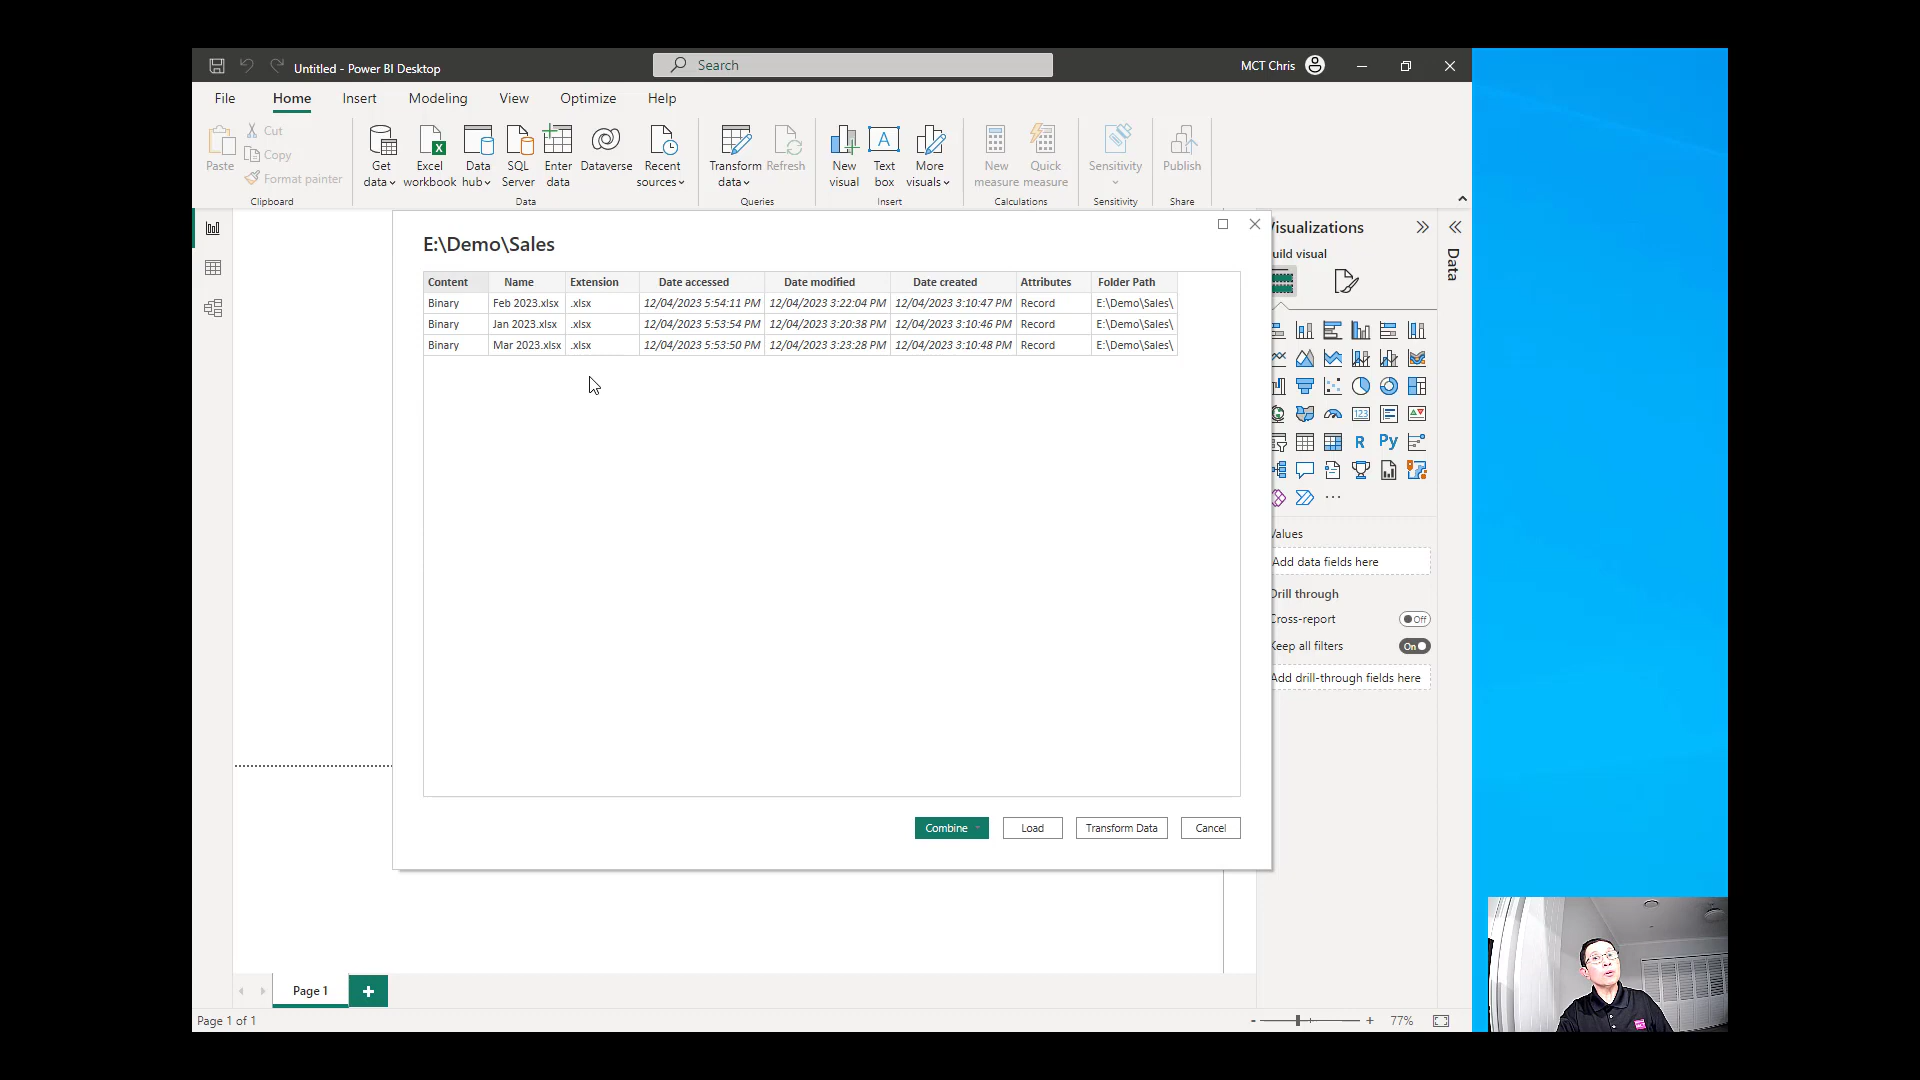 Untitled - Power BI Desktop
Search
MCT Chris
File Home Insert Modeling View Optimize Help
Paste
Cut
Copy
Format painter
Clipboard
Get data
Excel workbook
Data hub
SQL Server
Enter data
Dataverse
Recent sources
Data
Transform data
Refresh
Queries
New visual
Text box
More visuals
Insert
New measure
Quick measure
Calculations
Sensitivity
Sensitivity
Publish
Share
E:\Demo\Sales
Content Name Extension Date accessed Date modified Date created Attributes Folder Path
Binary Feb 2023.xlsx .xlsx 12/04/2023 5:54:11 PM 12/04/2023 3:22:04 PM 12/04/2023 3:10:47 PM Record E:\Demo\Sales\
Binary Jan 2023.xlsx .xlsx 12/04/2023 5:53:54 PM 12/04/2023 3:20:38 PM 12/04/2023 3:10:46 PM Record E:\Demo\Sales\
Binary Mar 2023.xlsx .xlsx 12/04/2023 5:53:50 PM 12/04/2023 3:23:28 PM 12/04/2023 3:10:48 PM Record E:\Demo\Sales\
Combine Load Transform Data Cancel
isualizations
uild visual
Data
123
R Py
Values
Add data fields here
Drill through
Cross-report Off
Keep all filters On
Add drill-through fields here
Page 1
Page 1 of 1
- + 77%